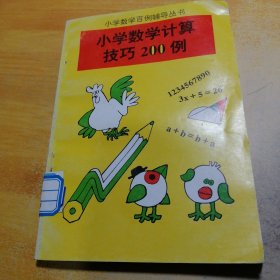 小学数学百例辅导丛书
小学数学计算
技巧200例
1234567890
3x+5=26
a+b=b+a